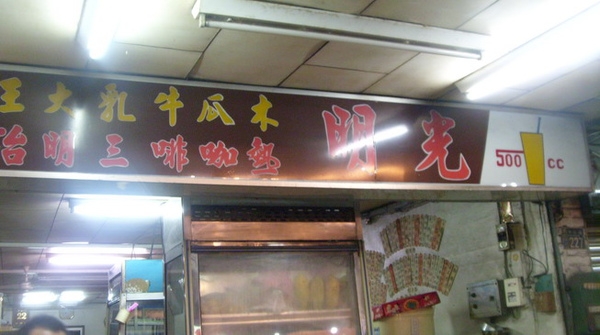 光明
木瓜牛乳大王
熱咖啡三明治
500 cc